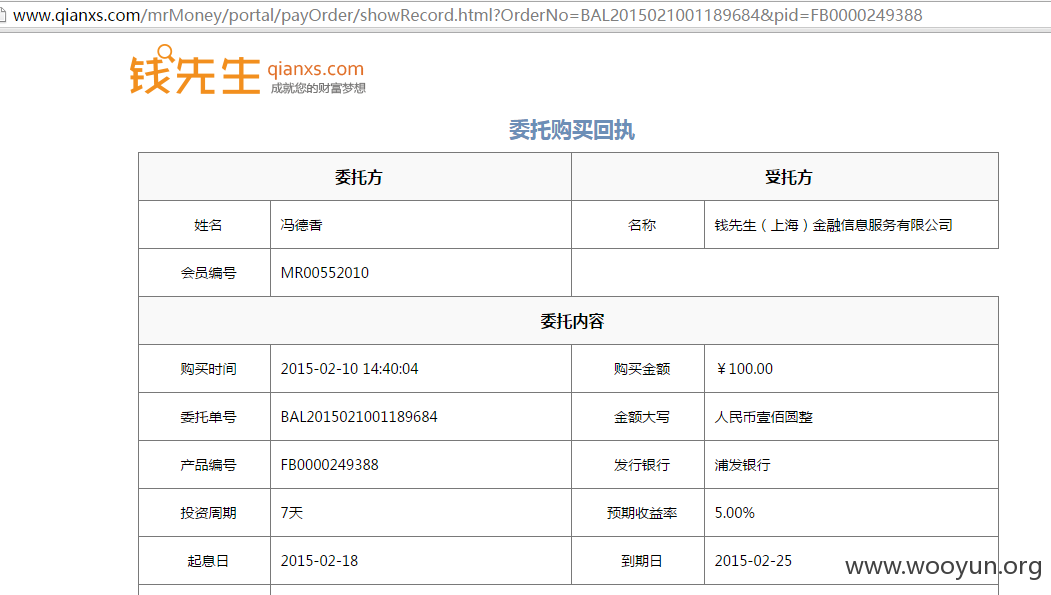 www.qianxs.com/mrMoney/portal/payOrder/showRecord.html?OrderNo=BAL2015021001189684&pid=FB0000249388
钱先生 qianxs.com
成就您的财富梦想
委托购买回执
委托方 受托方
姓名 冯德香 名称 钱先生（上海）金融信息服务有限公司
会员编号 MR00552010
委托内容
购买时间 2015-02-10 14:40:04 购买金额 ￥100.00
委托单号 BAL2015021001189684 金额大写 人民币壹佰圆整
产品编号 FB0000249388 发行银行 浦发银行
投资周期 7天 预期收益率 5.00%
起息日 2015-02-18 到期日 2015-02-25
www.wooyun.org